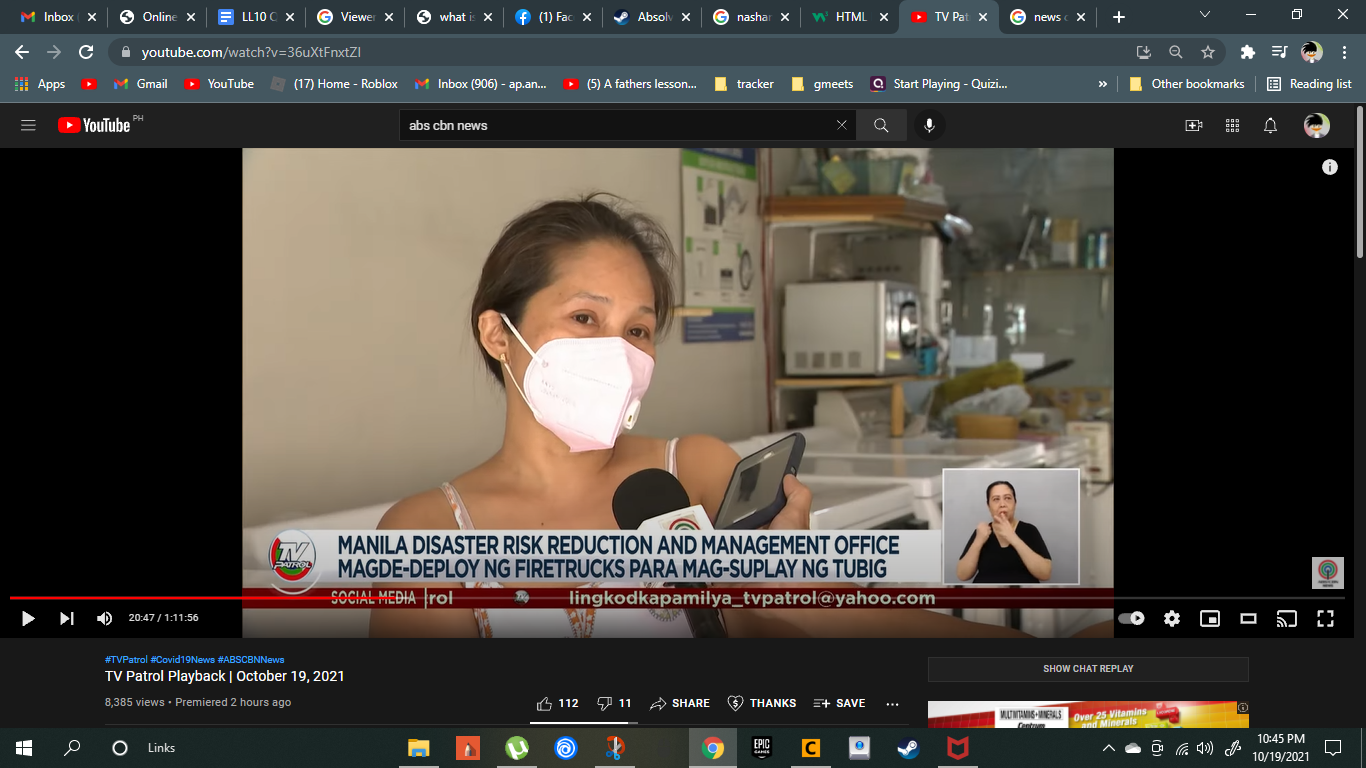 Inbox (
Online
LL10 Q
Viewer
what is
(1) Fac
Absolv
nashar
HTML
TV Pat
news c
youtube.com/watch?v=36uXtFnxtZI
Apps
Gmail
YouTube
(17) Home - Roblox
Inbox (906) - ap.an...
(5) A fathers lesson...
tracker
gmeets
Start Playing - Quizi...
»
Other bookmarks
Reading list
YouTube PH
abs cbn news
TV PATROL
MANILA DISASTER RISK REDUCTION AND MANAGEMENT OFFICE
MAGDE-DEPLOY NG FIRETRUCKS PARA MAG-SUPLAY NG TUBIG
SOCIAL MEDIA trol lingkodkapamilya_tvpatrol@yahoo.com
20:47 / 1:11:56
#TVPatrol #Covid19News #ABSCBNNews
TV Patrol Playback | October 19, 2021
8,385 views • Premiered 2 hours ago
112
11
SHARE
THANKS
SAVE
SHOW CHAT REPLAY
MULTIVITAMINS+MINERALS
Centrum
Over 25 Vitamins
and Minerals
Links
EPIC
GAMES
10:45 PM
10/19/2021